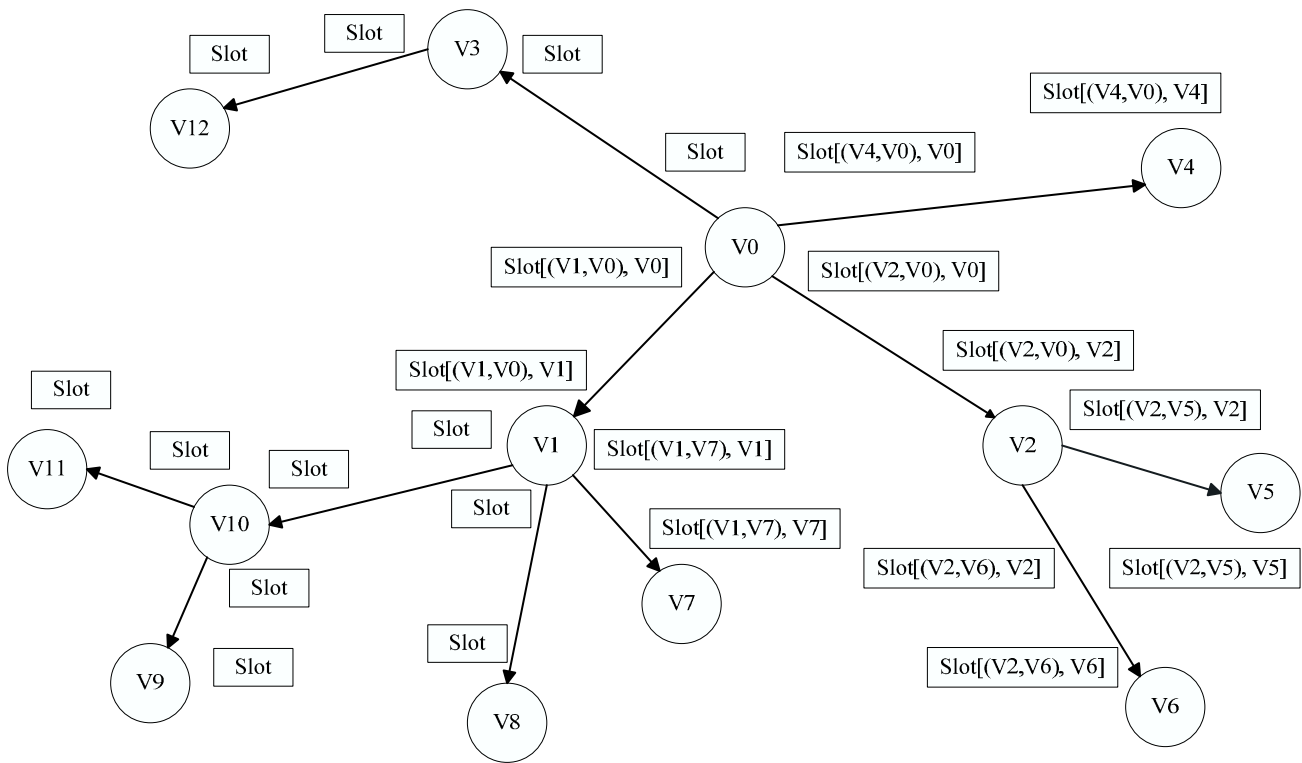 Slot
V3
Slot
Slot
V12
Slot[(V4,V0), V4]
Slot
Slot[(V4,V0), V0]
V4
V0
Slot[(V1,V0), V0]
Slot[(V2,V0), V0]
Slot[(V2,V0), V2]
Slot[(V1,V0), V1]
Slot
Slot[(V2,V5), V2]
Slot
V1
Slot[(V1,V7), V1]
V2
Slot
Slot
V11
V5
Slot
V10
Slot[(V1,V7), V7]
Slot[(V2,V6), V2]
Slot[(V2,V5), V5]
Slot
V7
Slot
Slot
Slot[(V2,V6), V6]
V9
V8
V6